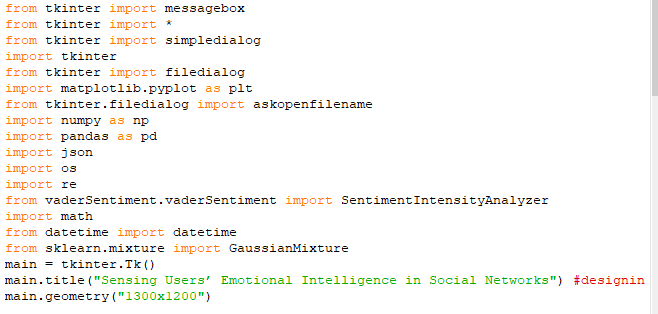 from tkinter import messagebox
from tkinter import *
from tkinter import simpledialog
import tkinter
from tkinter import filedialog
import matplotlib.pyplot as plt
from tkinter.filedialog import askopenfilename
import numpy as np
import pandas as pd
import json
import os
import re
from vaderSentiment.vaderSentiment import SentimentIntensityAnalyzer
import math
from datetime import datetime
from sklearn.mixture import GaussianMixture
main = tkinter.Tk()
main.title("Sensing Users’ Emotional Intelligence in Social Networks") #designin
main.geometry("1300x1200")